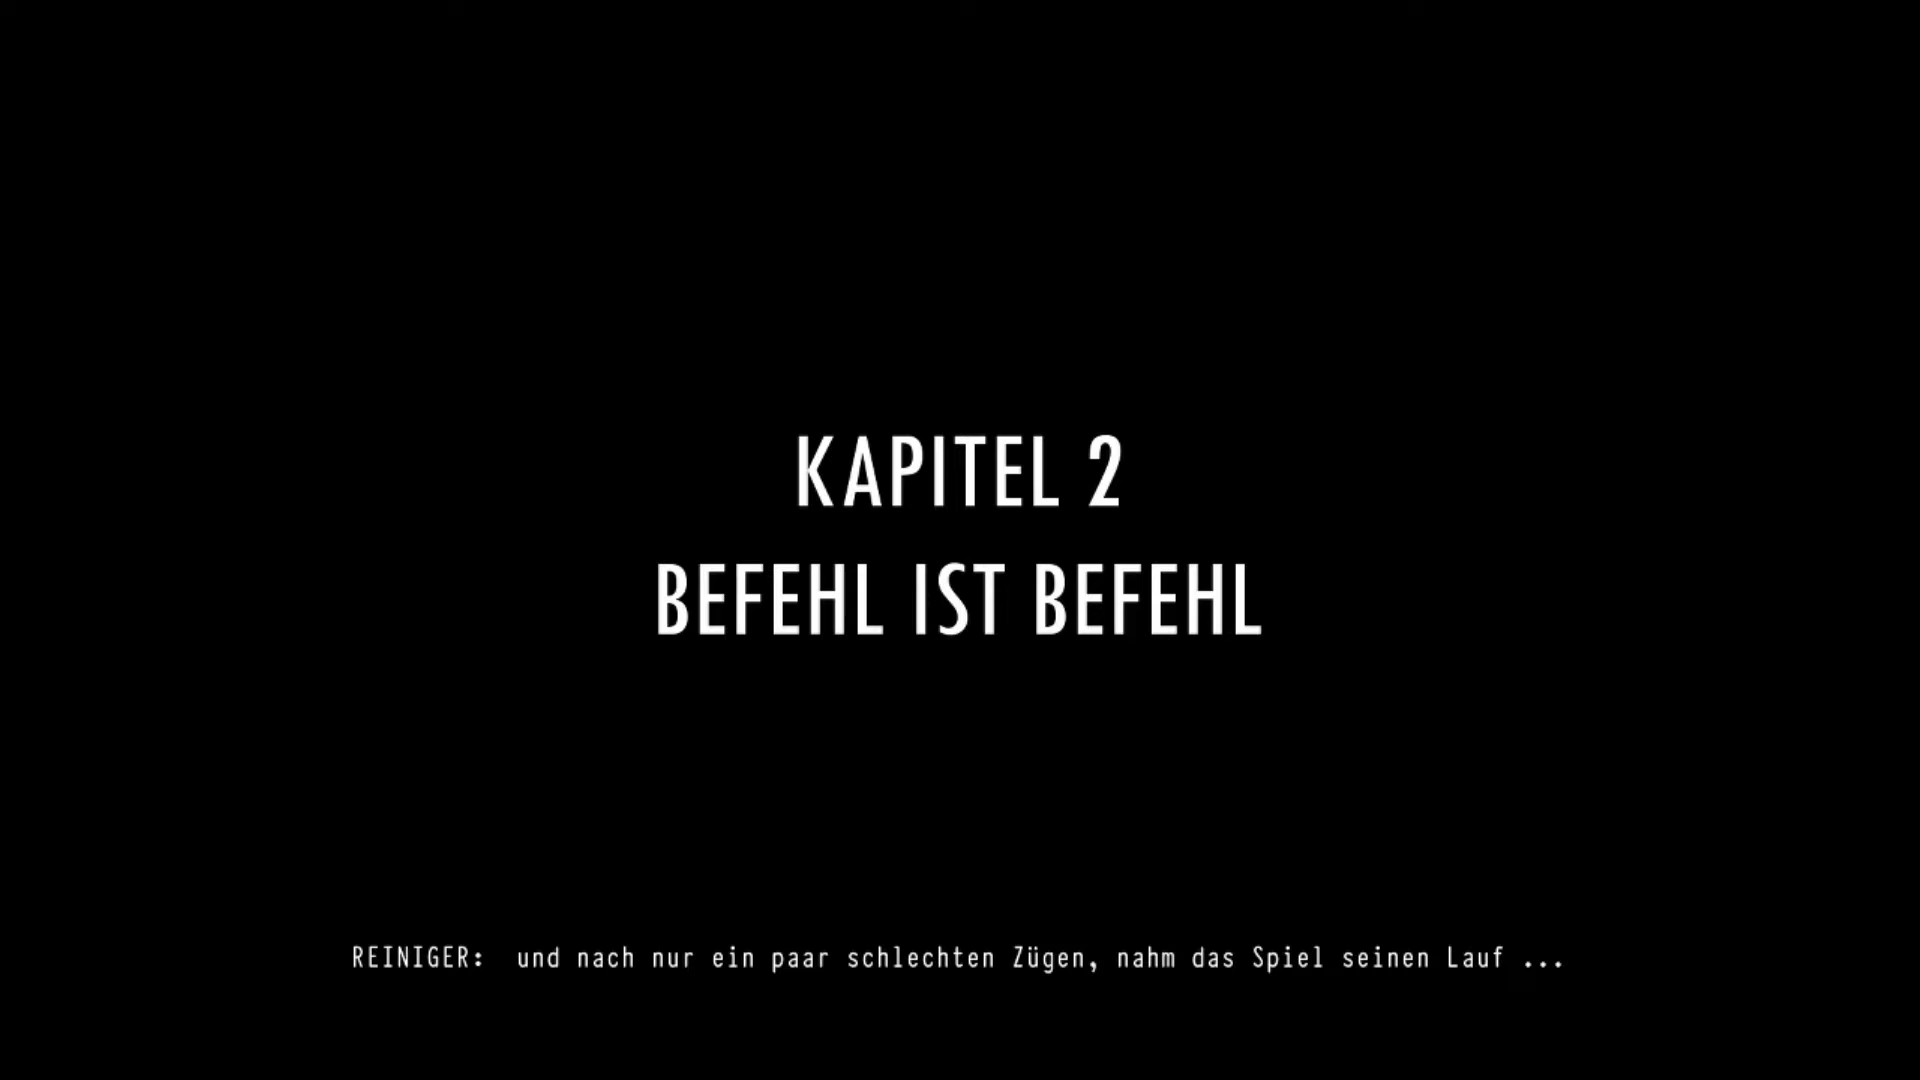 KAPITEL 2
BEFEHL IST BEFEHL
REINIGER: und nach nur ein paar schlechten Zügen, nahm das Spiel seinen Lauf ...